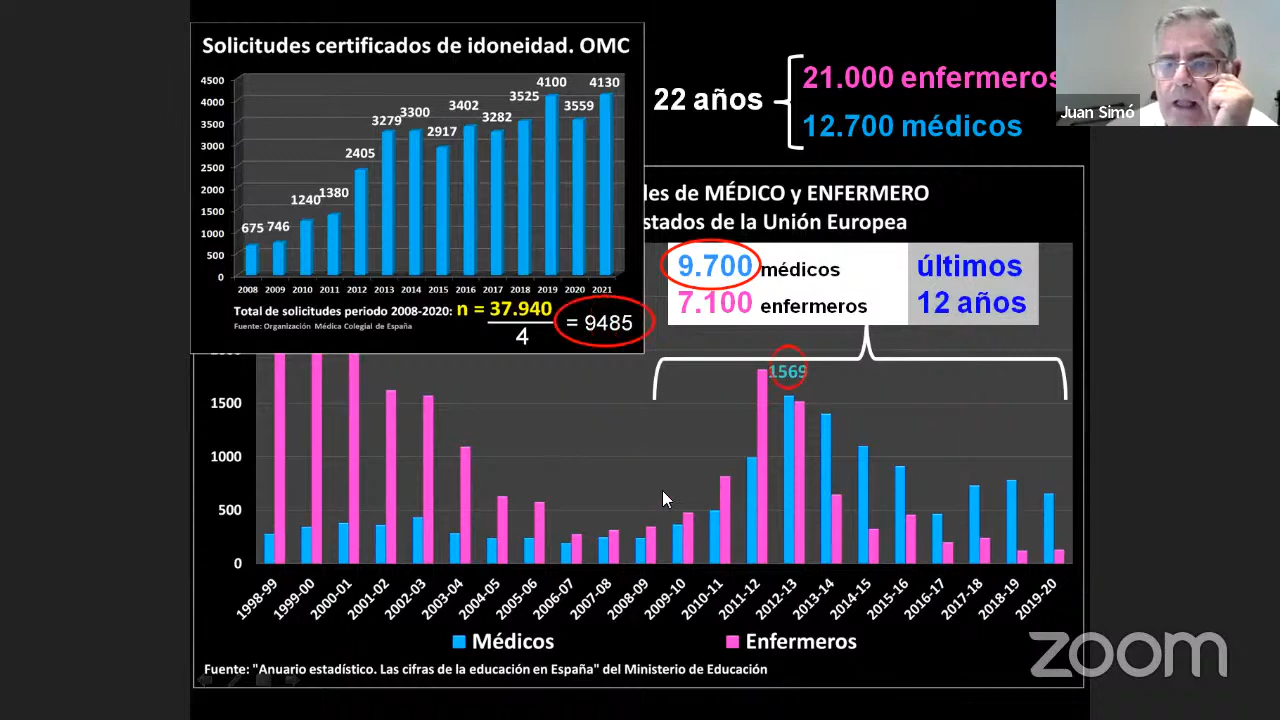 Solicitudes certificados de idoneidad. OMC
4500
4000
3500
3000
2500
2000
1500
1000
500
0
675
746
1240
1380
2405
3279
3300
2917
3402
3282
3525
4100
3559
4130
2008 2009 2010 2011 2012 2013 2014 2015 2016 2017 2018 2019 2020 2021
Total de solicitudes periodo 2008-2020: n = 37.940
4
= 9485
Fuente: Organización Médica Colegial de España
22 años
21.000 enfermeros
12.700 médicos
Juan Simó
les de MÉDICO y ENFERMERO
stados de la Unión Europea
9.700 médicos
7.100 enfermeros
últimos
12 años
1569
1500
1000
500
0
1998-99 1999-00 2000-01 2001-02 2002-03 2003-04 2004-05 2005-06 2006-07 2007-08 2008-09 2009-10 2010-11 2011-12 2012-13 2013-14 2014-15 2015-16 2016-17 2017-18 2018-19 2019-20
Médicos
Enfermeros
Fuente: "Anuario estadístico. Las cifras de la educación en España" del Ministerio de Educación
zoom